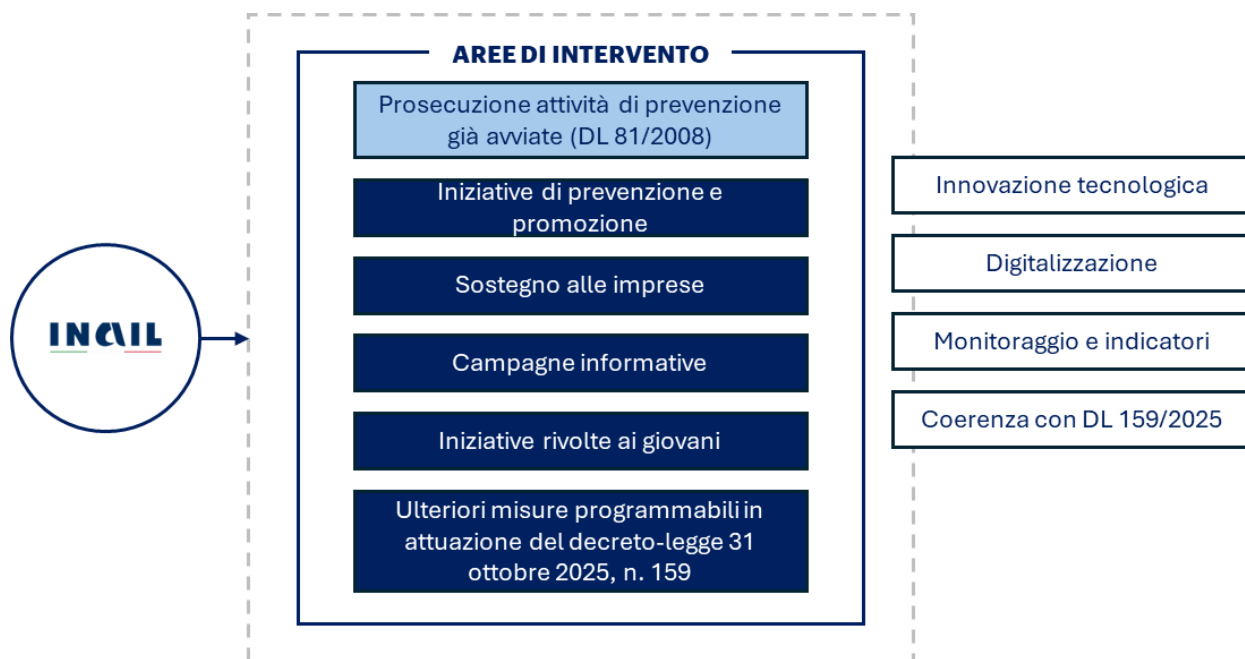 AREE DI INTERVENTO
Prosecuzione attività di prevenzione
già avviate (DL 81/2008)
Iniziative di prevenzione e
promozione
Sostegno alle imprese
Campagne informative
Iniziative rivolte ai giovani
Ulteriori misure programmabili in
attuazione del decreto-legge 31
ottobre 2025, n. 159
INAIL
Innovazione tecnologica
Digitalizzazione
Monitoraggio e indicatori
Coerenza con DL 159/2025